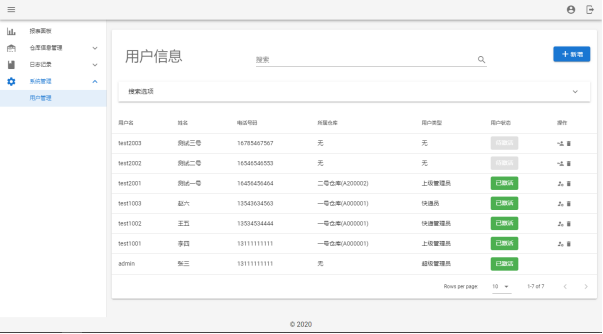 报表面板
仓库信息管理
日志记录
系统管理
用户管理
用户信息
搜索
新增
搜索选项
用户名 姓名 电话号码 所属仓库 用户类型 用户状态 操作
test2003 测试三号 16785467567 无 无 待激活
test2002 测试二号 16546546553 无 无 待激活
test2001 测试一号 16456456464 二号仓库(A200002) 上级管理员 已激活
test1003 赵六 13543634563 一号仓库(A000001) 快递员 已激活
test1002 王五 13534534444 一号仓库(A000001) 快递管理员 已激活
test1001 李四 13111111111 一号仓库(A000001) 上级管理员 已激活
admin 张三 13111111111 无 超级管理员 已激活
Rows per page: 10 1-7 of 7
© 2020